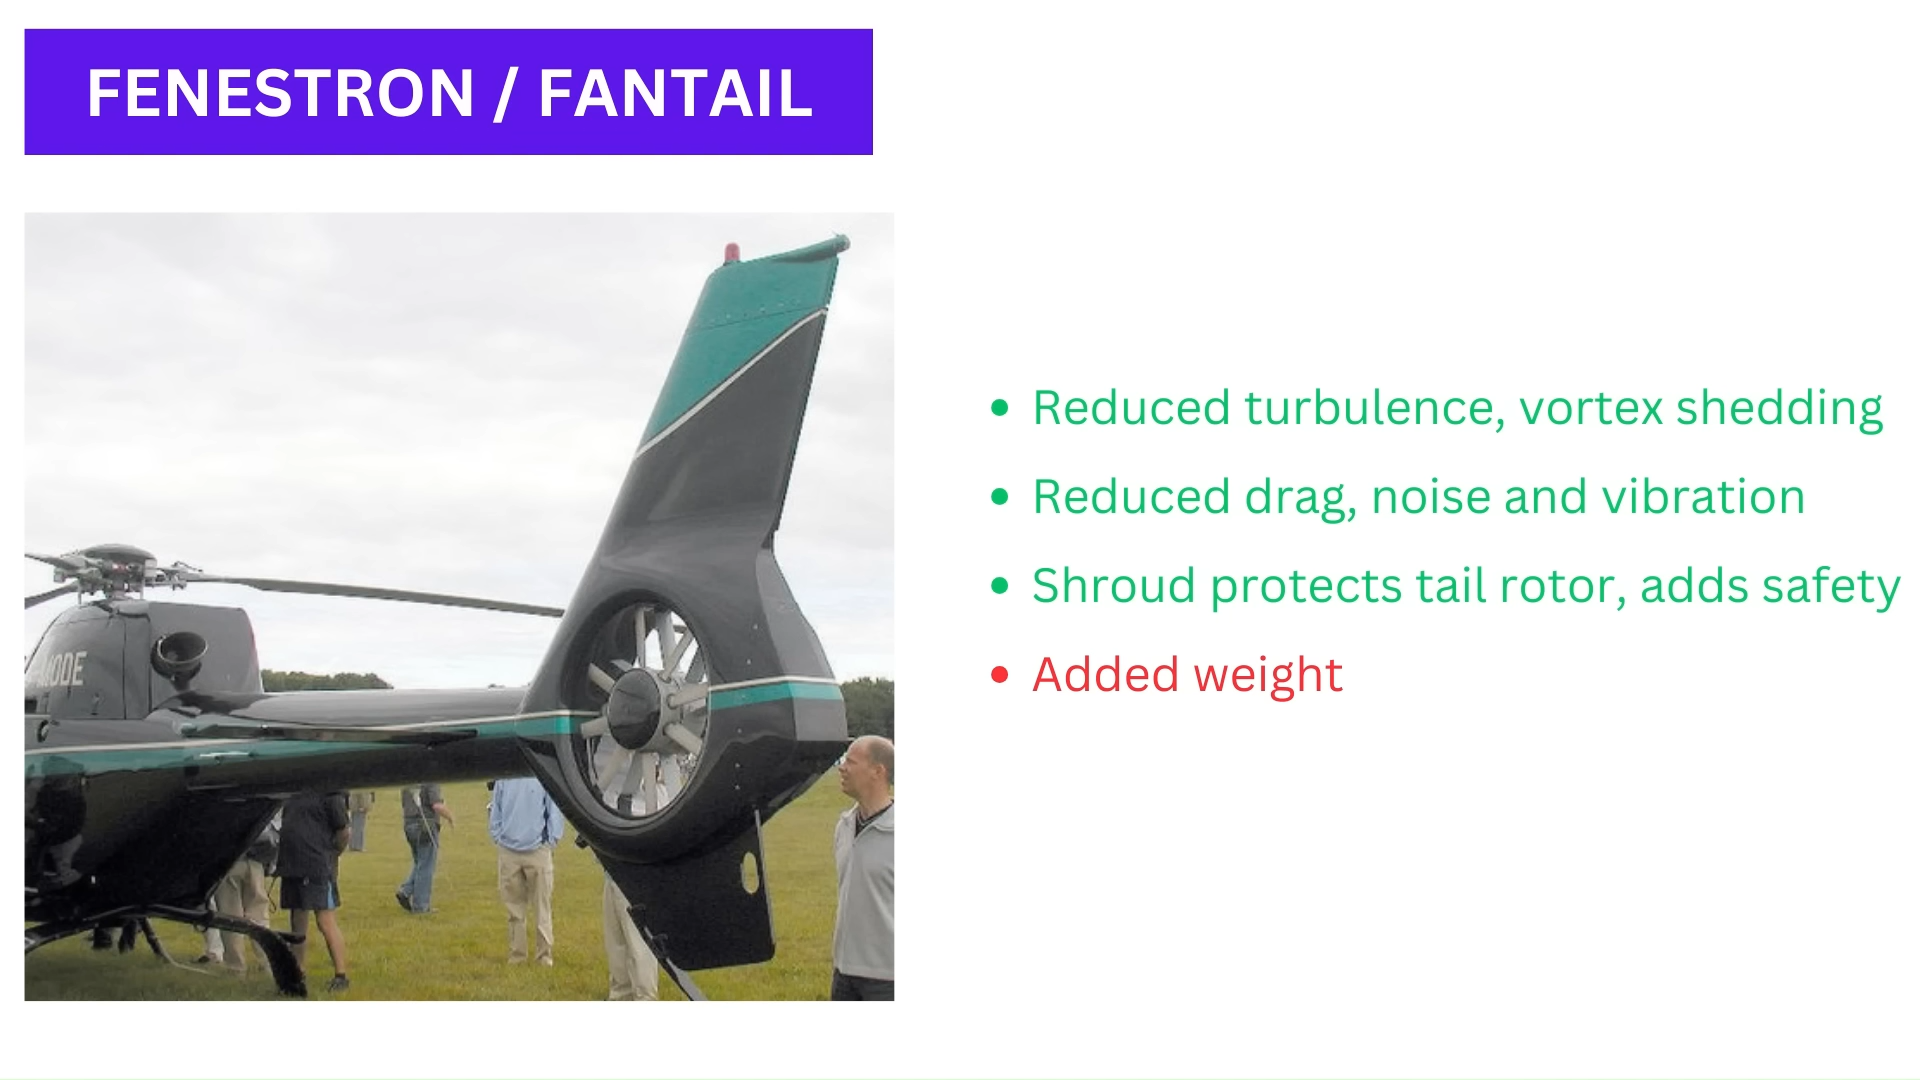 FENESTRON / FANTAIL
MODE
Reduced turbulence, vortex shedding
Reduced drag, noise and vibration
Shroud protects tail rotor, adds safety
Added weight